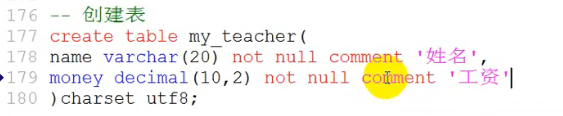 176 -- 创建表
177 create table my_teacher(
178 name varchar(20) not null comment '姓名',
179 money decimal(10,2) not null comment '工资'
180 )charset utf8;